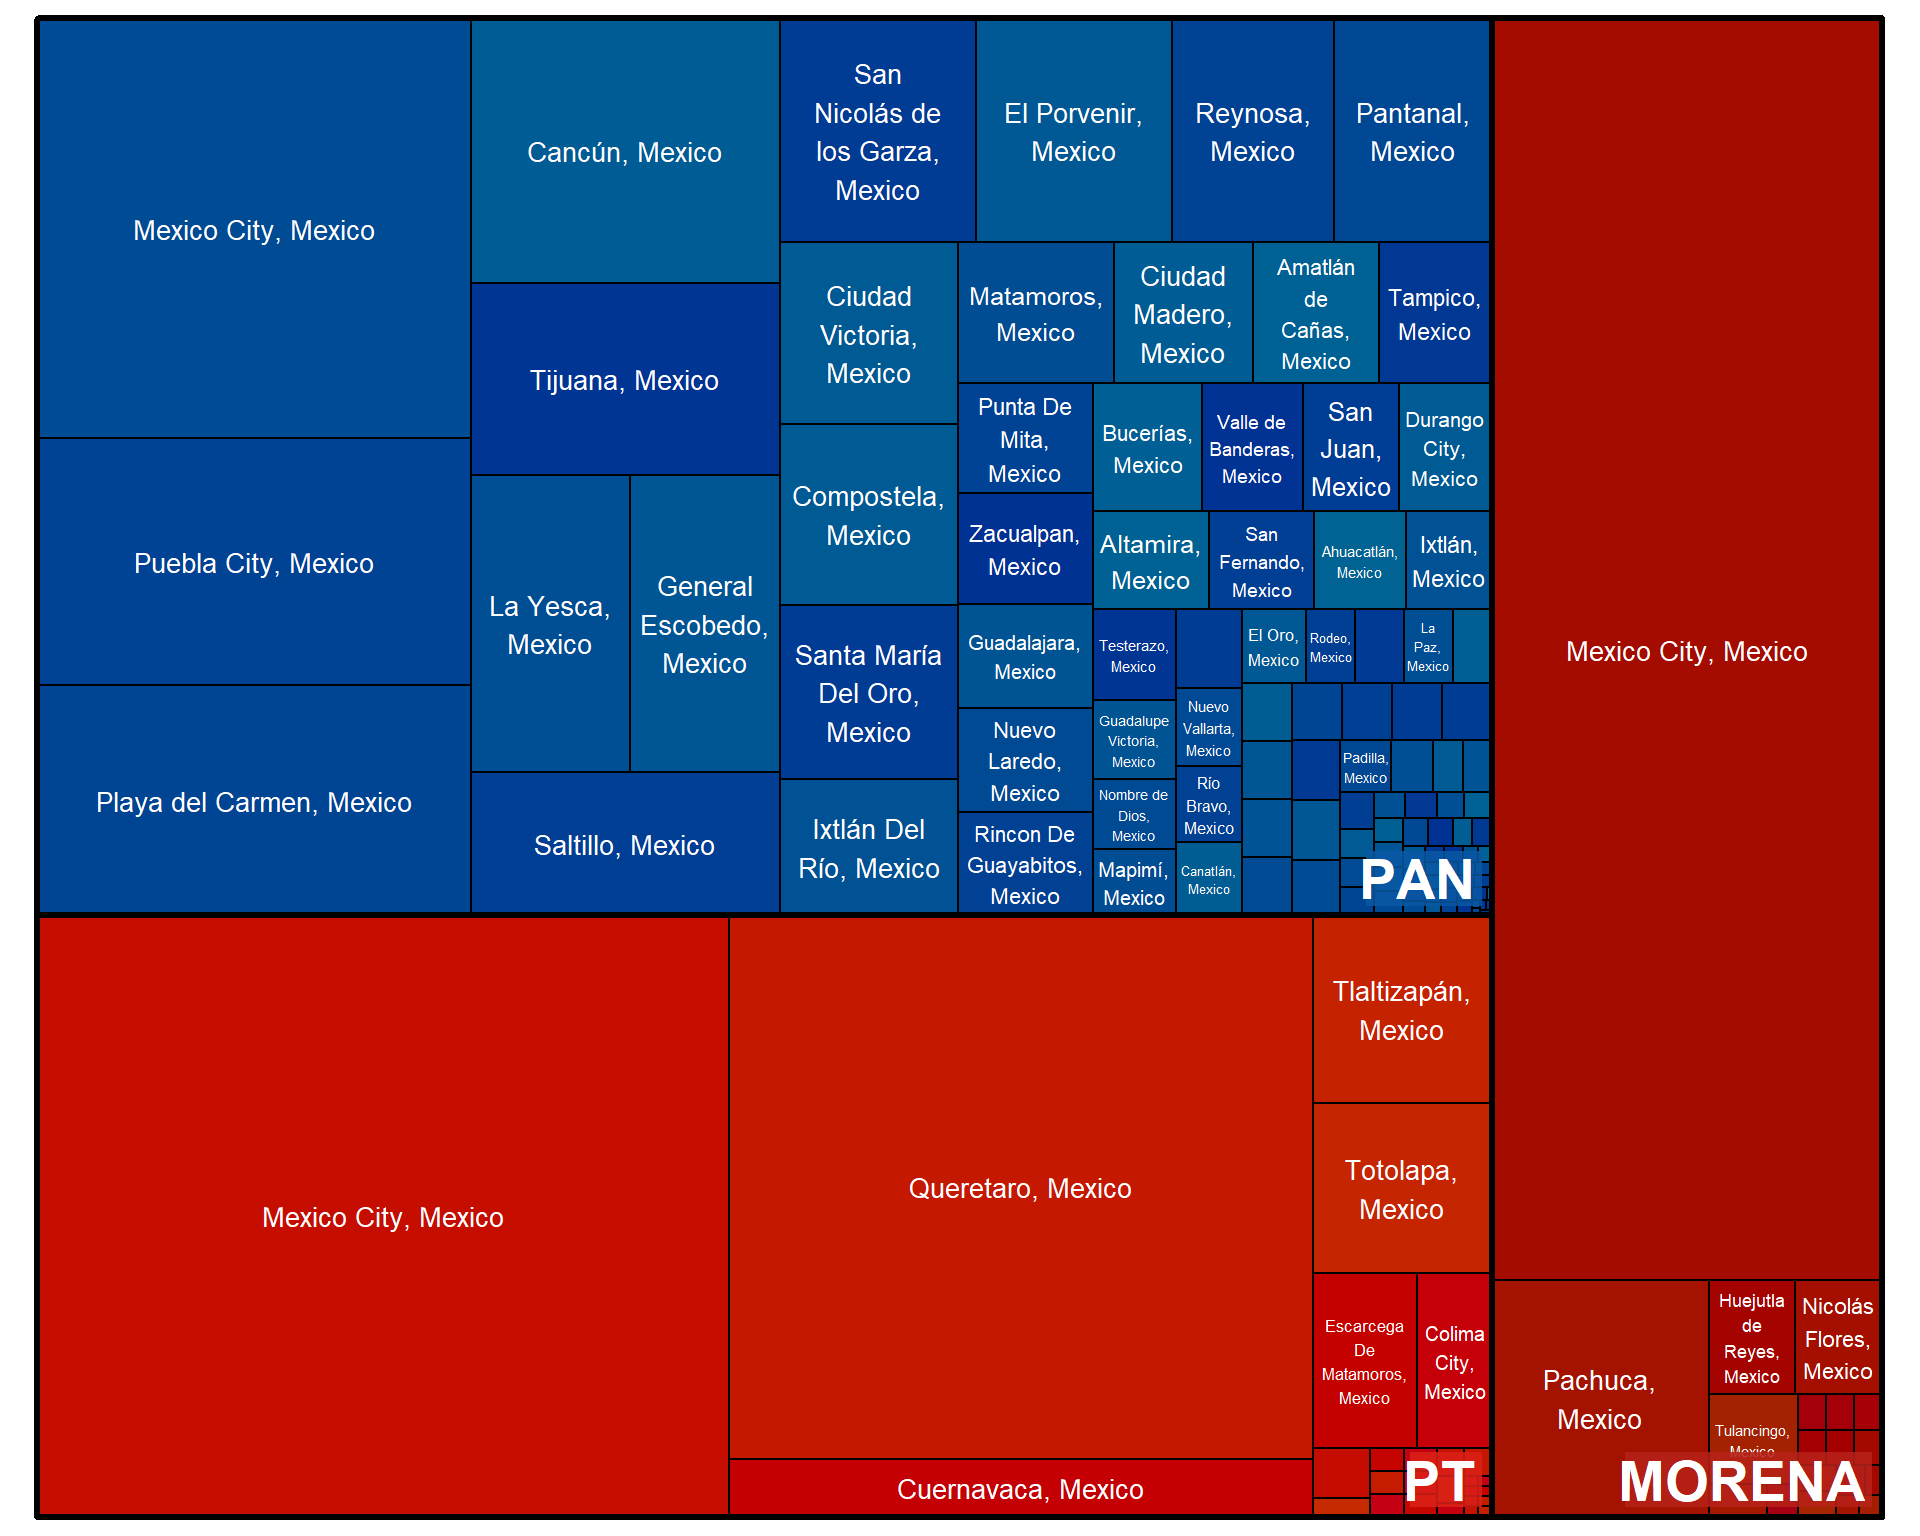 Mexico City, Mexico
Puebla City, Mexico
Playa del Carmen, Mexico
Cancún, Mexico
Tijuana, Mexico
La Yesca,
Mexico
General
Escobedo,
Mexico
Saltillo, Mexico
San
Nicolás de
los Garza,
Mexico
El Porvenir,
Mexico
Reynosa,
Mexico
Pantanal,
Mexico
Ciudad
Victoria,
Mexico
Compostela,
Mexico
Santa María
Del Oro,
Mexico
Ixtlán Del
Río, Mexico
Matamoros,
Mexico
Ciudad
Madero,
Mexico
Amatlán
de
Cañas,
Mexico
Tampico,
Mexico
Punta De
Mita,
Mexico
Zacualpan,
Mexico
Guadalajara,
Mexico
Nuevo
Laredo,
Mexico
Rincon De
Guayabitos,
Mexico
Bucerías,
Mexico
Valle de
Banderas,
Mexico
San
Juan,
Mexico
Durango
City,
Mexico
Altamira,
Mexico
San
Fernando,
Mexico
Ahuacatlán,
Mexico
Ixtlán,
Mexico
Testerazo,
Mexico
Guadalupe
Victoria,
Mexico
Nombre de
Dios,
Mexico
Mapimí,
Mexico
Nuevo
Vallarta,
Mexico
Río
Bravo,
Mexico
Canatlán,
Mexico
El Oro,
Mexico
Rodeo,
Mexico
La
Paz,
Mexico
Padilla,
Mexico
PAN
Mexico City, Mexico
Queretaro, Mexico
Cuernavaca, Mexico
Tlaltizapán,
Mexico
Totolapa,
Mexico
Escarcega
De
Matamoros,
Mexico
Colima
City,
Mexico
PT
Mexico City, Mexico
Pachuca,
Mexico
Huejutla
de
Reyes,
Mexico
Nicolás
Flores,
Mexico
Tulancingo,
Mexico
MORENA